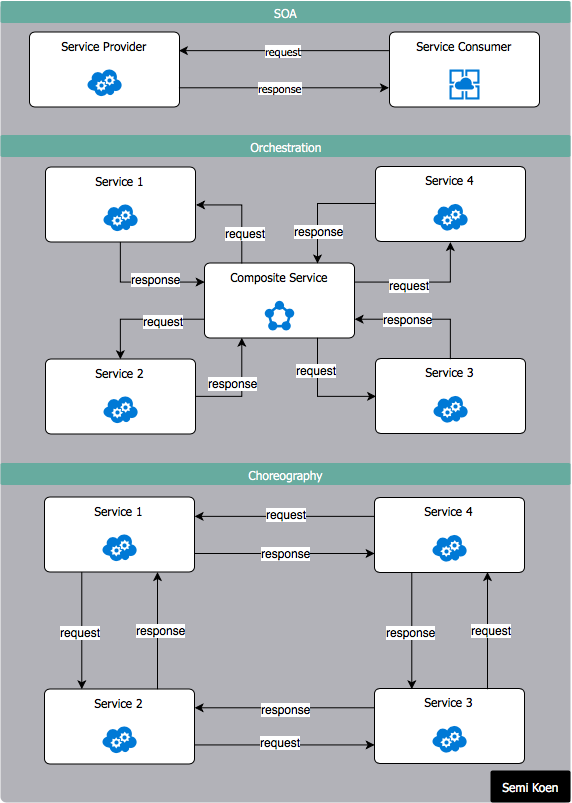 SOA
Service Provider
request
Service Consumer
response
Orchestration
Service 1
Service 4
request
response
response
Composite Service
request
request
response
Service 2
response
request
Service 3
Choreography
Service 1
request
Service 4
response
request
response
response
request
Service 2
response
Service 3
request
Semi Koen